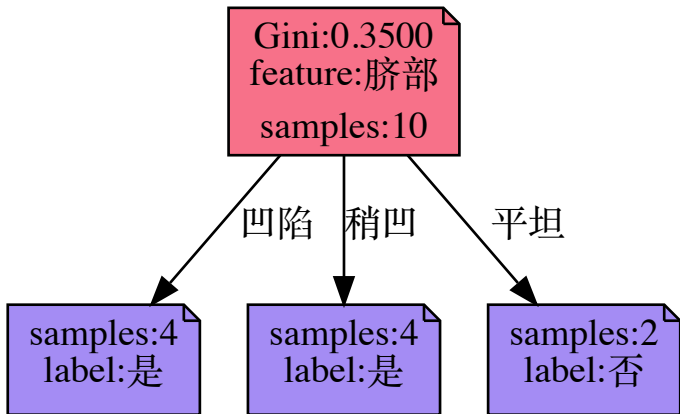 Gini:0.3500
feature:脐部
samples:10
凹陷
稍凹
平坦
samples:4
label:是
samples:4
label:是
samples:2
label:否